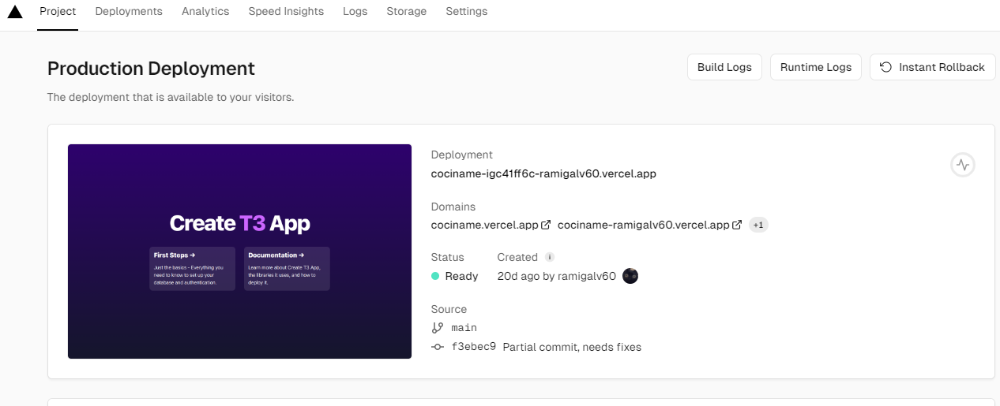 Project Deployments Analytics Speed Insights Logs Storage Settings
Production Deployment
Build Logs Runtime Logs Instant Rollback
The deployment that is available to your visitors.
Create T3 App
First Steps →
Just the basics - Everything you
need to know to set up your
database and authentication.
Documentation →
Learn more about Create T3 App,
the libraries it uses, and how to
deploy it.
Deployment
cociname-igc41ff6c-ramigalv60.vercel.app
Domains
cociname.vercel.app cociname-ramigalv60.vercel.app +1
Status Created
Ready 20d ago by ramigalv60
Source
main
f3ebec9 Partial commit, needs fixes